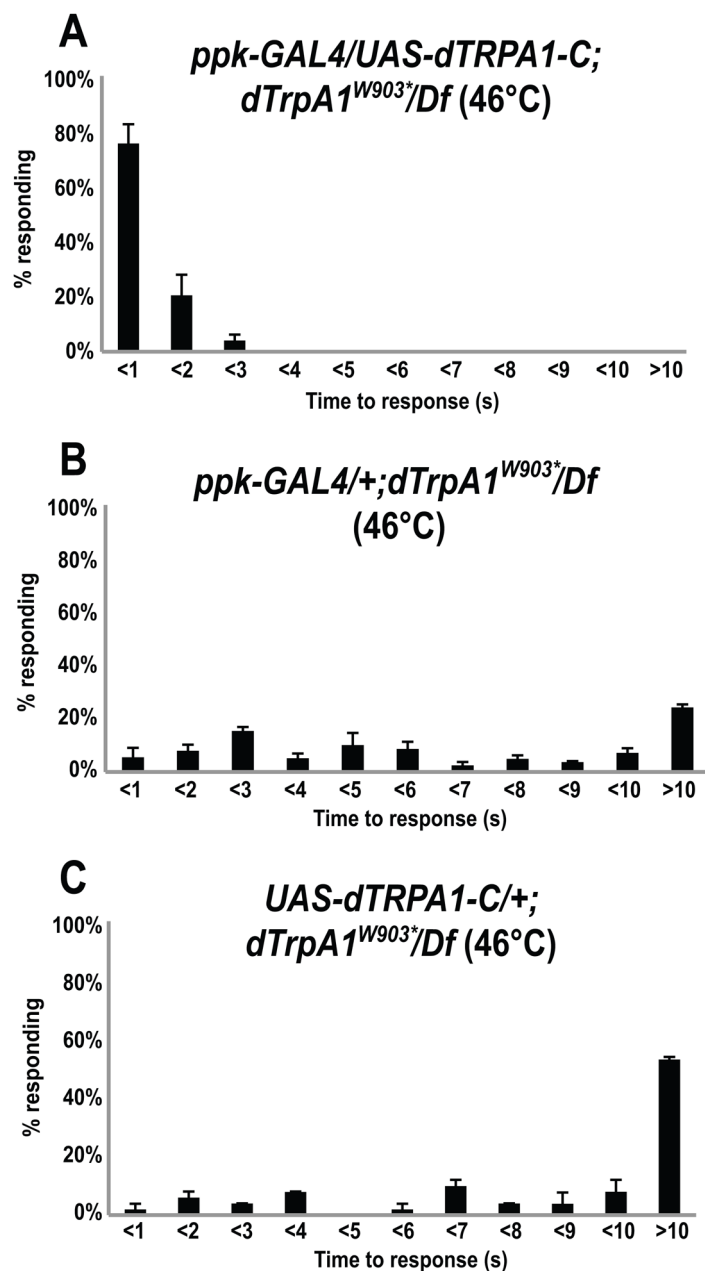 A
ppk-GAL4/UAS-dTRPA1-C;
dTrpA1W903*/Df (46°C)
% responding
100%
80%
60%
40%
20%
0%
<1 <2 <3 <4 <5 <6 <7 <8 <9 <10 >10
Time to response (s)
B
ppk-GAL4/+;dTrpA1W903*/Df
(46°C)
% responding
100%
80%
60%
40%
20%
0%
<1 <2 <3 <4 <5 <6 <7 <8 <9 <10 >10
Time to response (s)
C
UAS-dTRPA1-C/+;
dTrpA1W903*/Df (46°C)
% responding
100%
80%
60%
40%
20%
0%
<1 <2 <3 <4 <5 <6 <7 <8 <9 <10 >10
Time to response (s)